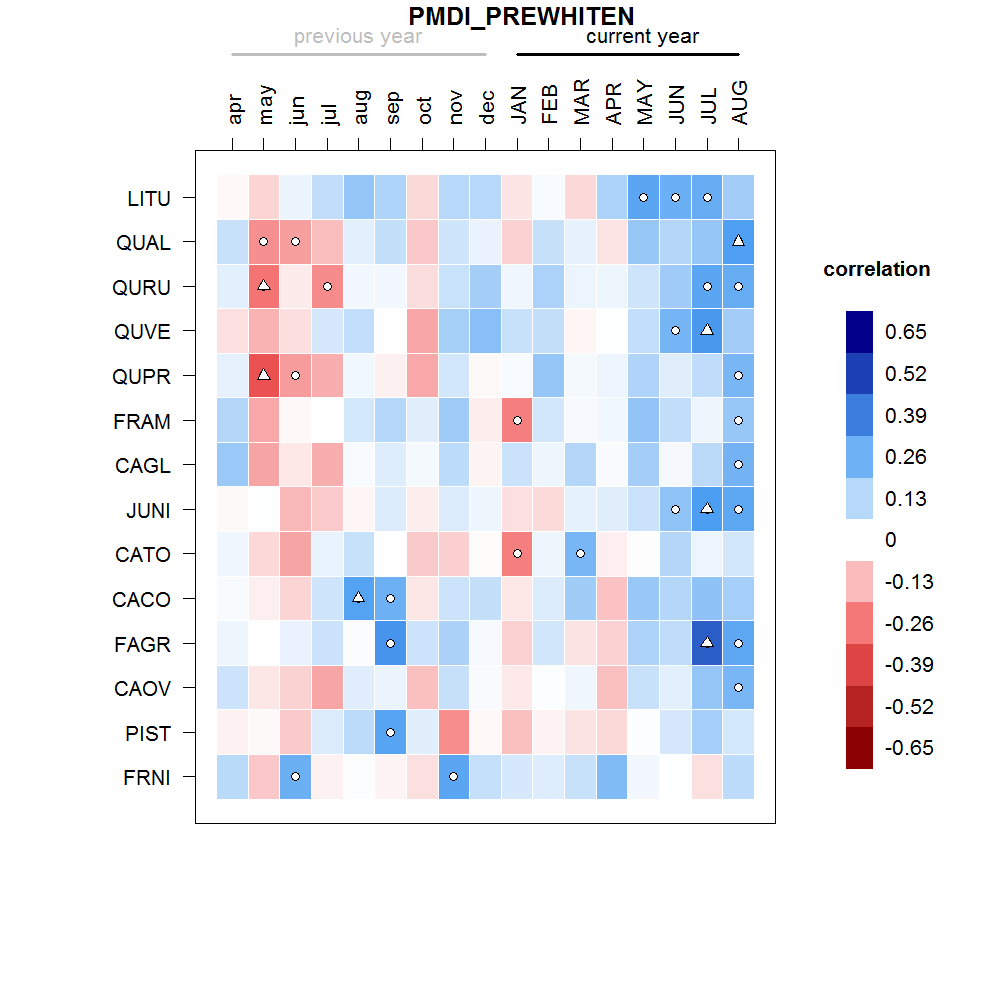 PMDI_PREWHITEN
previous year current year
apr may jun jul aug sep oct nov dec JAN FEB MAR APR MAY JUN JUL AUG
LITU
QUAL
QURU
QUVE
QUPR
FRAM
CAGL
JUNI
CATO
CACO
FAGR
CAOV
PIST
FRNI
correlation
0.65
0.52
0.39
0.26
0.13
0
-0.13
-0.26
-0.39
-0.52
-0.65